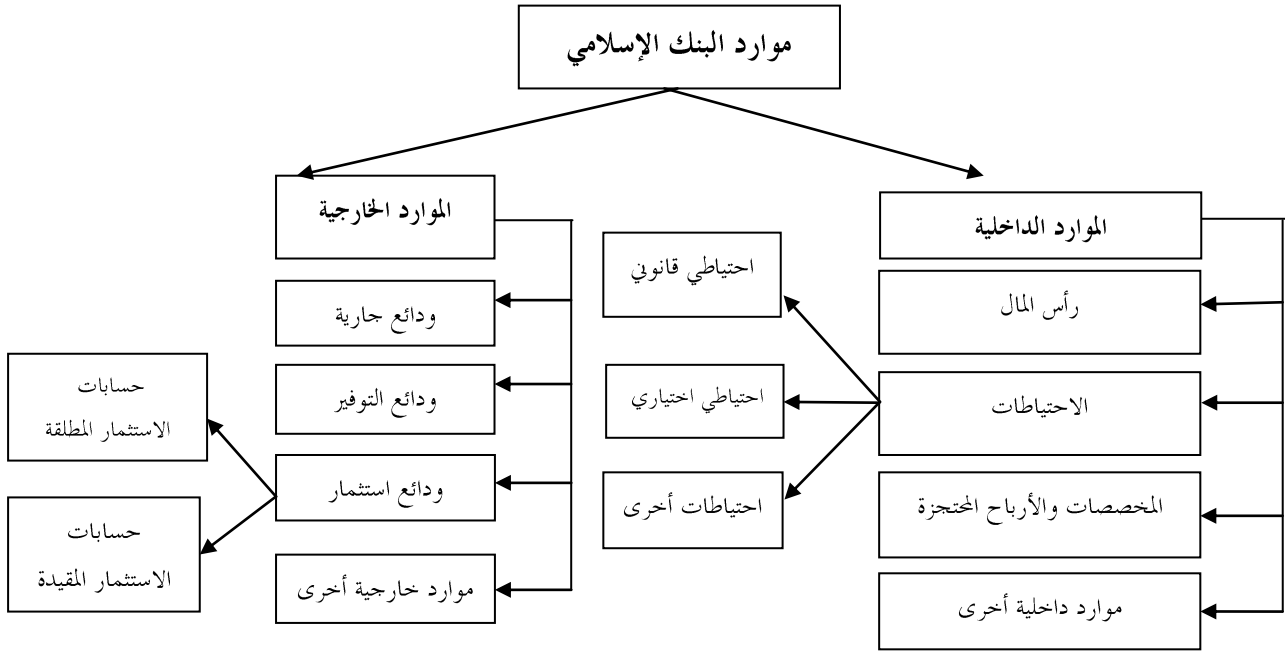 موارد البنك الإسلامي
الموارد الداخلية
رأس المال
الاحتياطات
احتياطي قانوني
احتياطي اختياري
احتياطات أخرى
المخصصات والأرباح المحتجزة
موارد داخلية أخرى
الموارد الخارجية
ودائع جارية
ودائع التوفير
ودائع استثمار
حسابات
الاستثمار المطلقة
حسابات
الاستثمار المقيدة
موارد خارجية أخرى